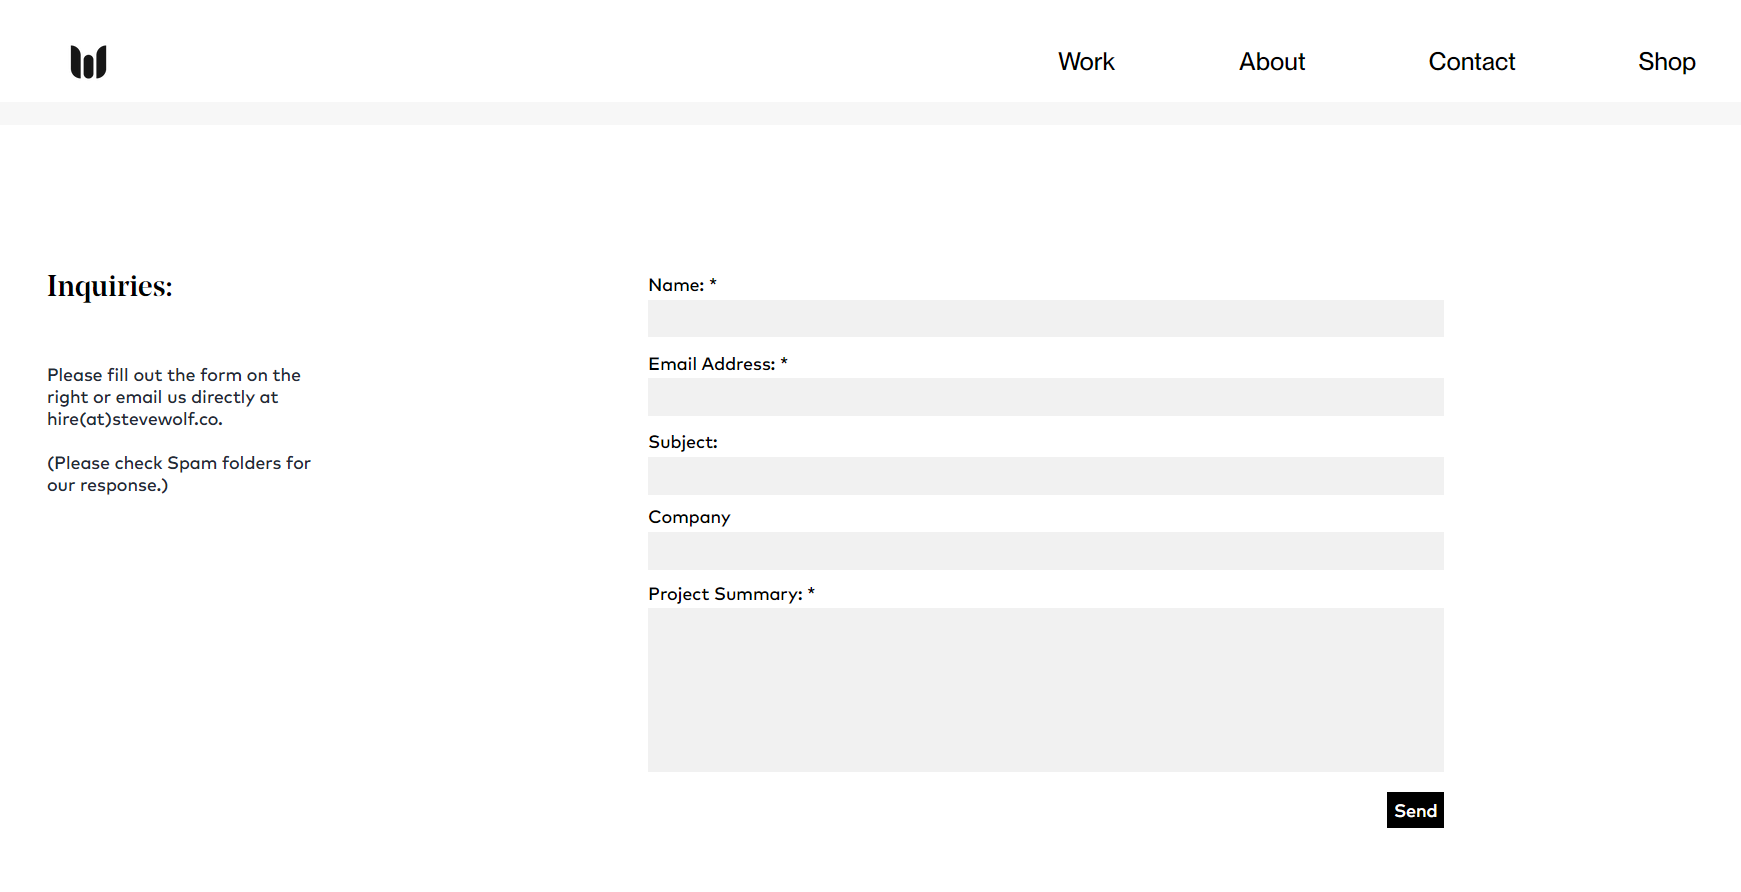 Work
About
Contact
Shop
Inquiries:
Please fill out the form on the
right or email us directly at
hire(at)stevewolf.co.
(Please check Spam folders for
our response.)
Name: *
Email Address: *
Subject:
Company
Project Summary: *
Send